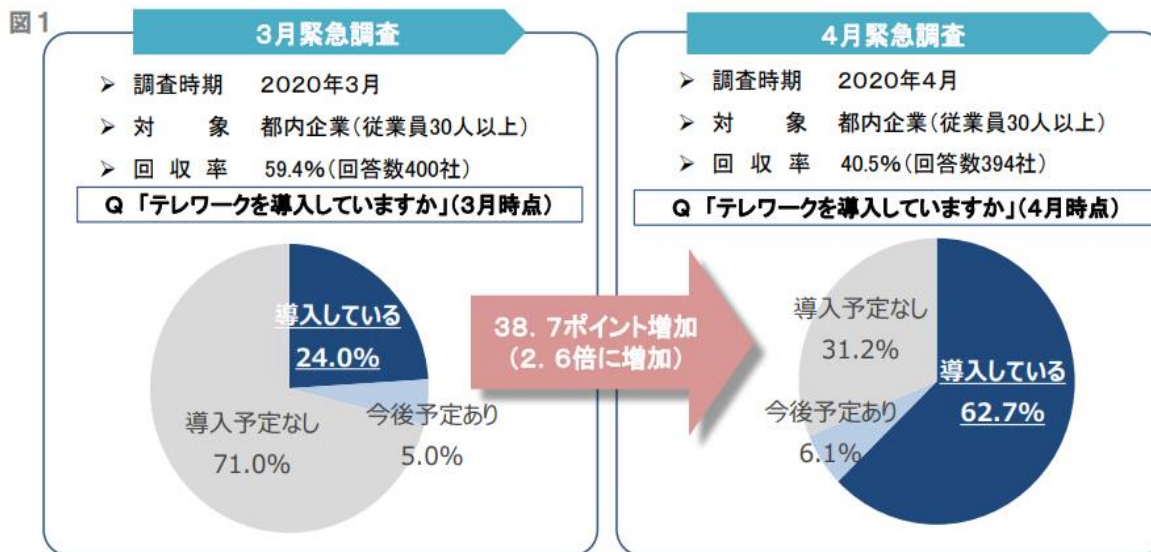 図1
3月緊急調査
➢ 調査時期 2020年3月
➢ 対　　象 都内企業(従業員30人以上)
➢ 回 収 率 59.4%(回答数400社)
Q 「テレワークを導入していますか」(3月時点)
導入している
24.0%
今後予定あり
5.0%
導入予定なし
71.0%
38.7ポイント増加
(2.6倍に増加)
4月緊急調査
➢ 調査時期 2020年4月
➢ 対　　象 都内企業(従業員30人以上)
➢ 回 収 率 40.5%(回答数394社)
Q 「テレワークを導入していますか」(4月時点)
導入予定なし
31.2%
導入している
62.7%
今後予定あり
6.1%